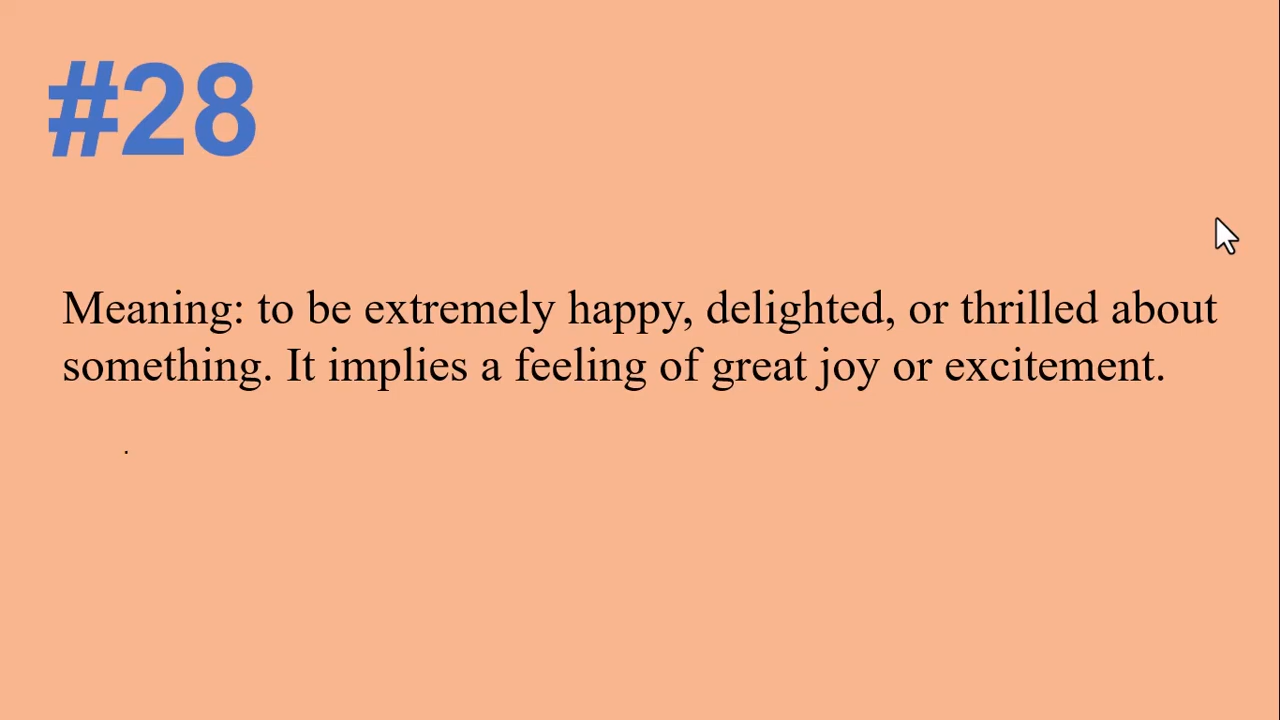 #28
Meaning: to be extremely happy, delighted, or thrilled about
something. It implies a feeling of great joy or excitement.
.